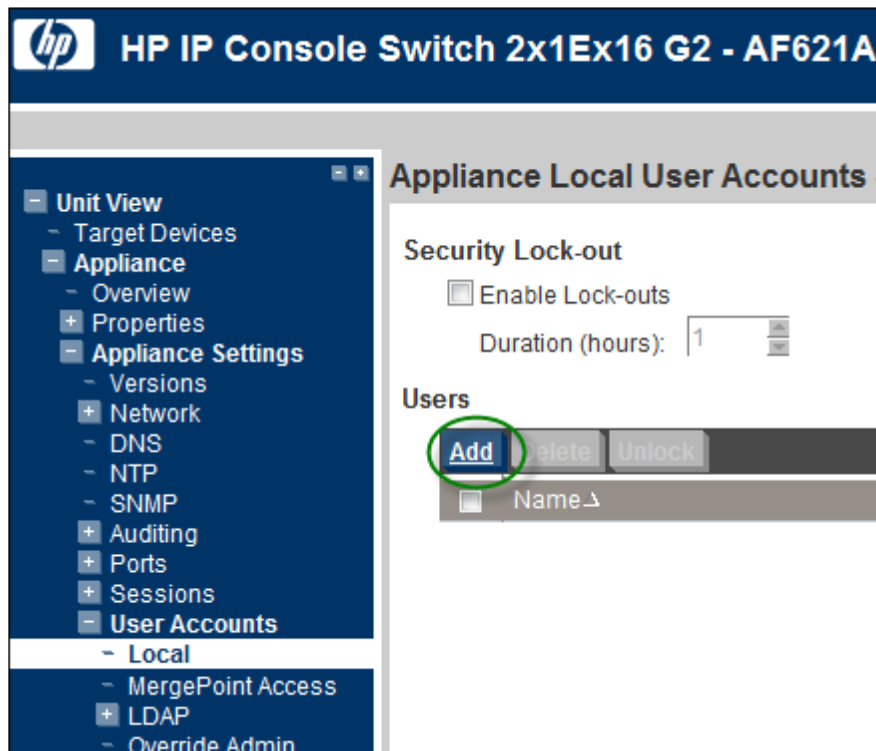 hp HP IP Console Switch 2x1Ex16 G2 - AF621A
Unit View
Target Devices
Appliance
Overview
Properties
Appliance Settings
Versions
Network
DNS
NTP
SNMP
Auditing
Ports
Sessions
User Accounts
Local
MergePoint Access
LDAP
Override Admin
Appliance Local User Accounts
Security Lock-out
Enable Lock-outs
Duration (hours): 1
Users
Add Delete Unlock
Name